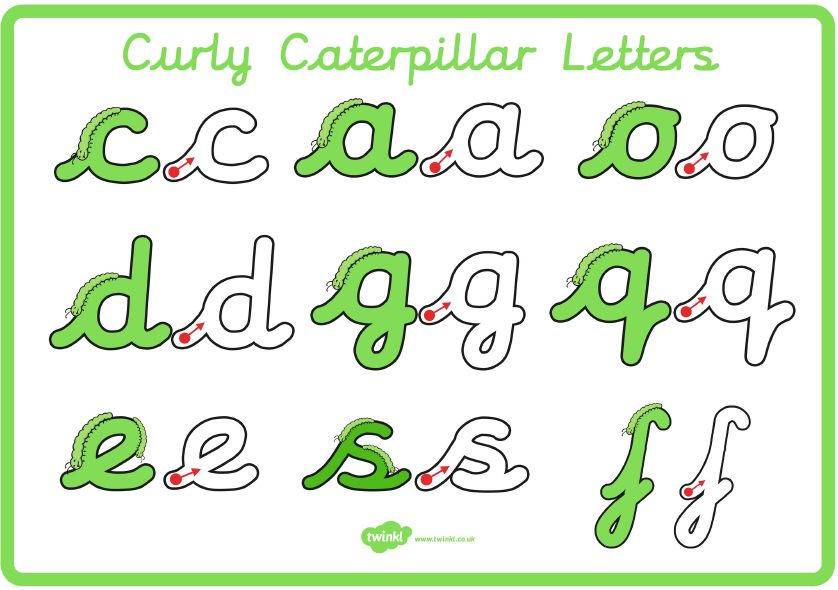 Curly Caterpillar Letters
c c a a o o
d d g g q q
e e s s f f
twinkl www.twinkl.co.uk